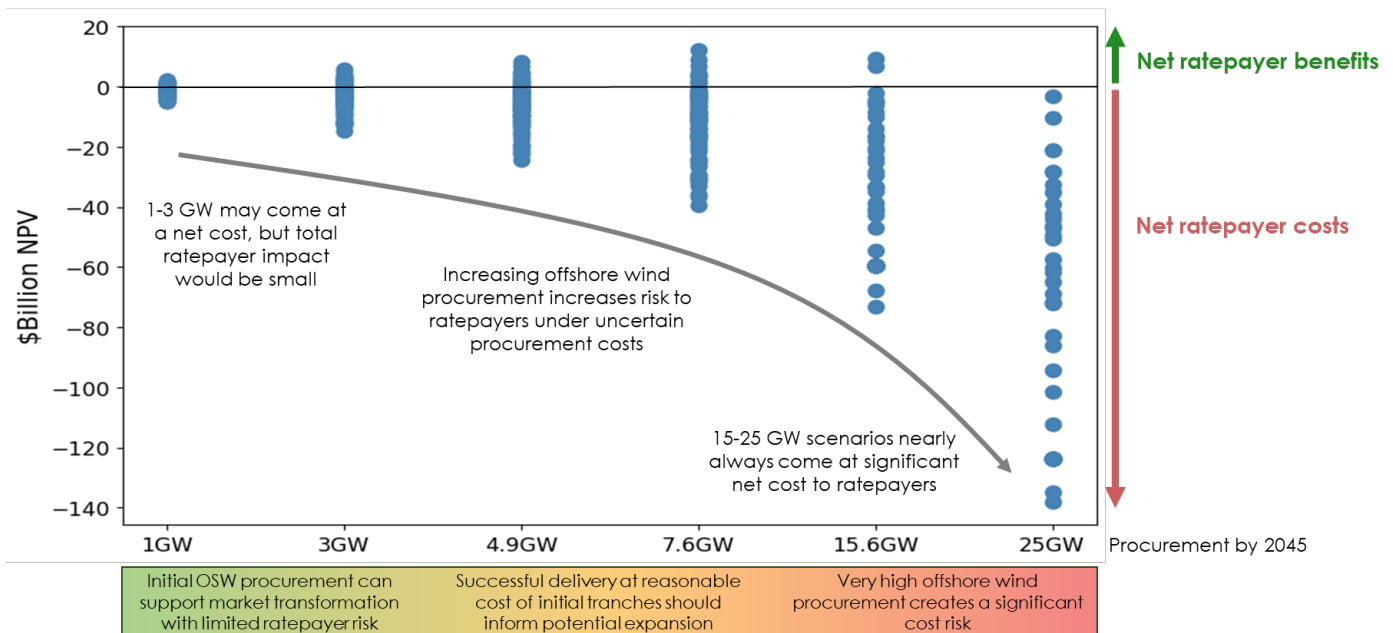 20
0
−20
−40
−60
−80
−100
−120
−140
$Billion NPV
1GW
3GW
4.9GW
7.6GW
15.6GW
25GW
Procurement by 2045
Net ratepayer benefits
Net ratepayer costs
1-3 GW may come at
a net cost, but total
ratepayer impact
would be small
Increasing offshore wind
procurement increases risk to
ratepayers under uncertain
procurement costs
15-25 GW scenarios nearly
always come at significant
net cost to ratepayers
Initial OSW procurement can
support market transformation
with limited ratepayer risk
Successful delivery at reasonable
cost of initial tranches should
inform potential expansion
Very high offshore wind
procurement creates a significant
cost risk